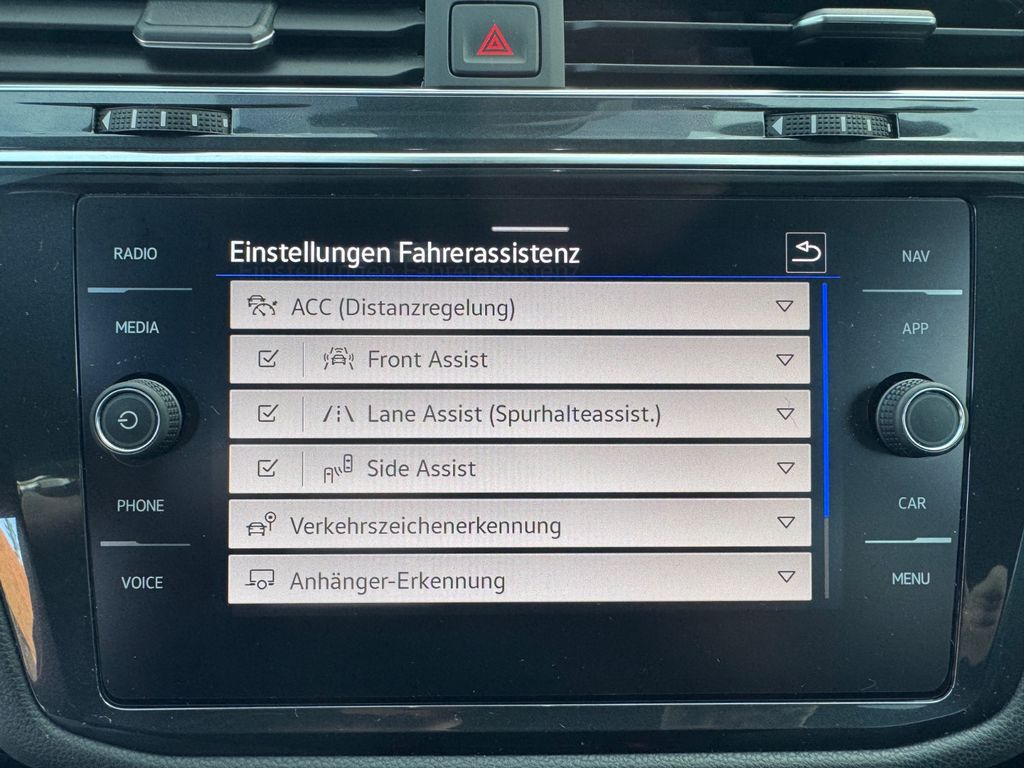 RADIO
MEDIA
PHONE
VOICE
Einstellungen Fahrerassistenz
ACC (Distanzregelung)
Front Assist
Lane Assist (Spurhalteassist.)
Side Assist
Verkehrszeichenerkennung
Anhänger-Erkennung
NAV
APP
CAR
MENU